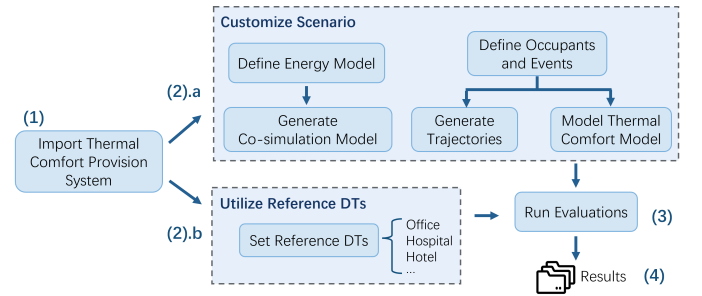 (1)
Import Thermal
Comfort Provision
System
(2).a
Customize Scenario
Define Energy Model
Generate
Co-simulation Model
Define Occupants
and Events
Generate
Trajectories
Model Thermal
Comfort Model
(2).b
Utilize Reference DTs
Set Reference DTs
Office
Hospital
Hotel
...
Run Evaluations
(3)
Results
(4)